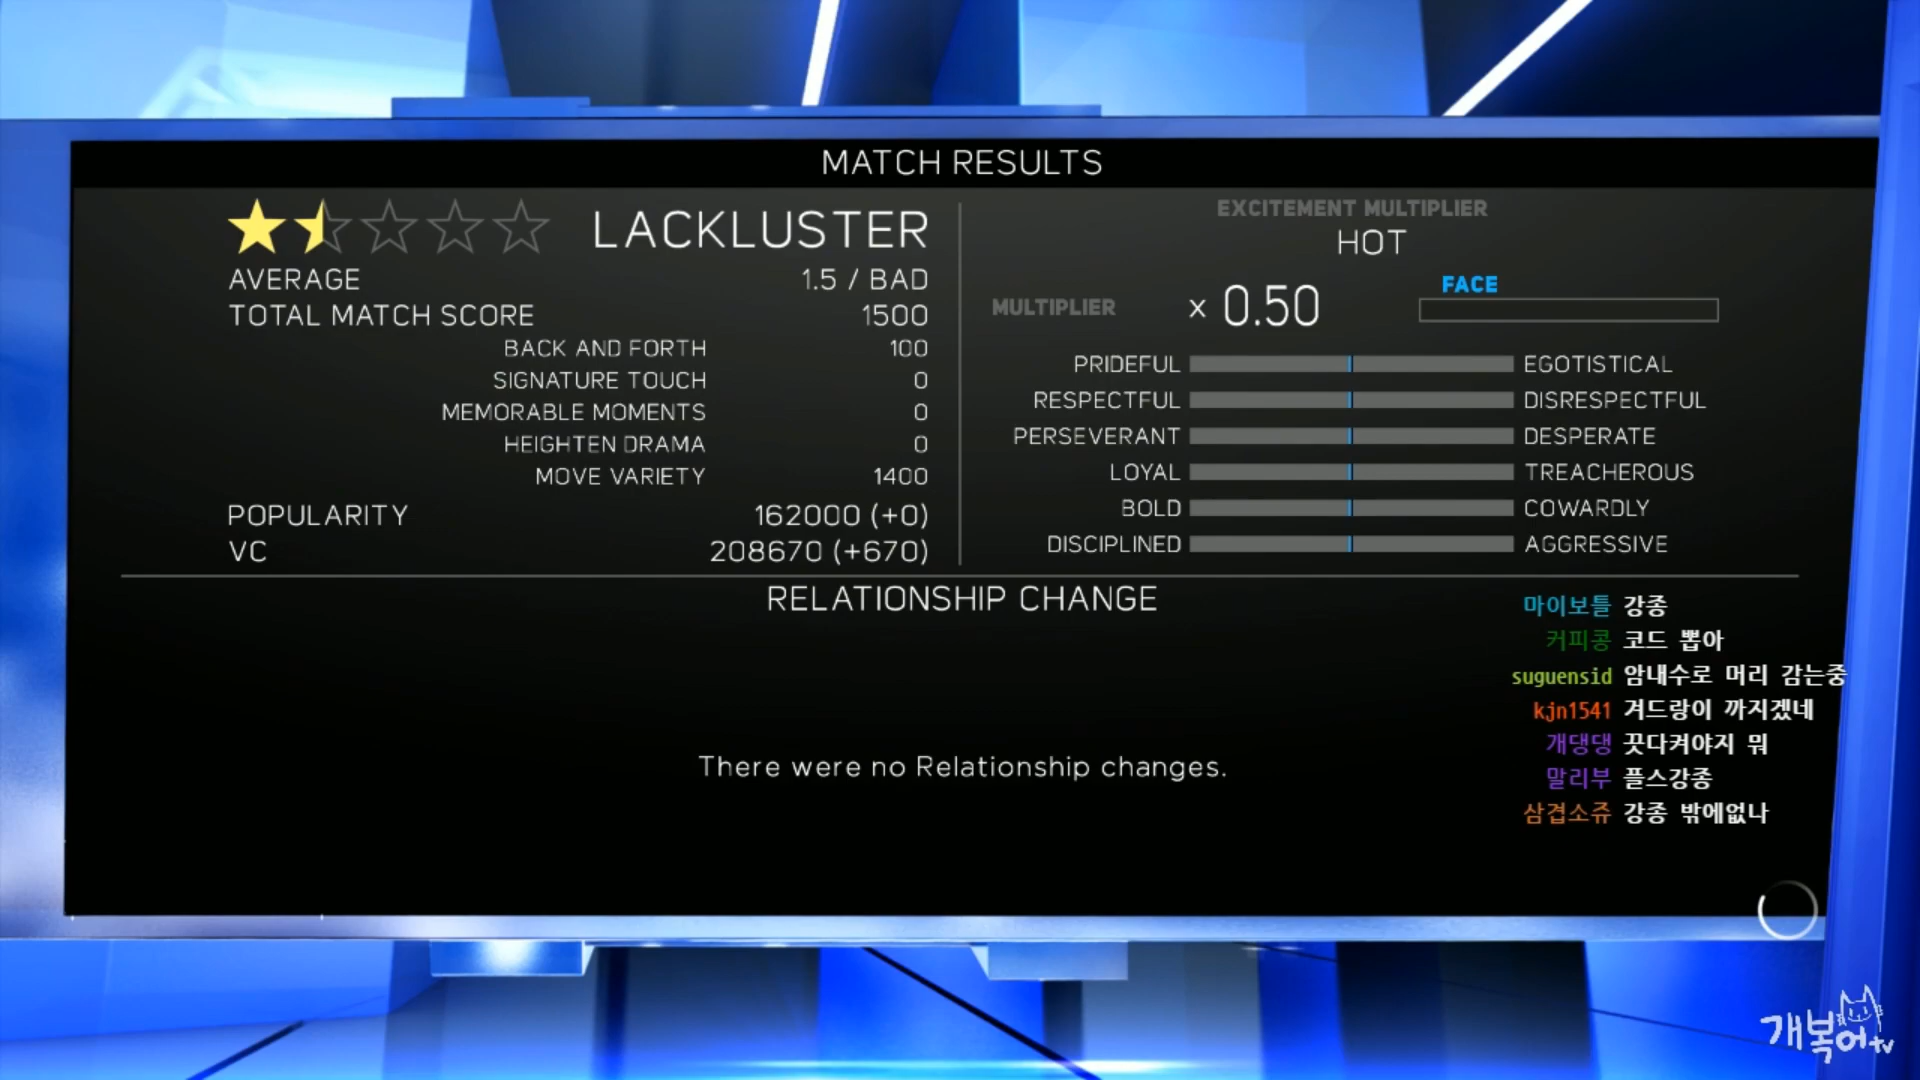 MATCH RESULTS
LACKLUSTER
AVERAGE 1.5 / BAD
TOTAL MATCH SCORE 1500
BACK AND FORTH 100
SIGNATURE TOUCH 0
MEMORABLE MOMENTS 0
HEIGHTEN DRAMA 0
MOVE VARIETY 1400
POPULARITY 162000 (+0)
VC 208670 (+670)
EXCITEMENT MULTIPLIER
HOT
MULTIPLIER x 0.50
FACE
PRIDEFUL EGOTISTICAL
RESPECTFUL DISRESPECTFUL
PERSEVERANT DESPERATE
LOYAL TREACHEROUS
BOLD COWARDLY
DISCIPLINED AGGRESSIVE
RELATIONSHIP CHANGE
There were no Relationship changes.
마이보틀 강종
커피콩 코드 뽑아
suguensid 암내수로 머리 감는중
kjn1541 겨드랑이 까지겠네
개댕댕 끗다켜야지 뭐
말리부 플스강종
삼겹소쥬 강종 밖에없나
개복어tv